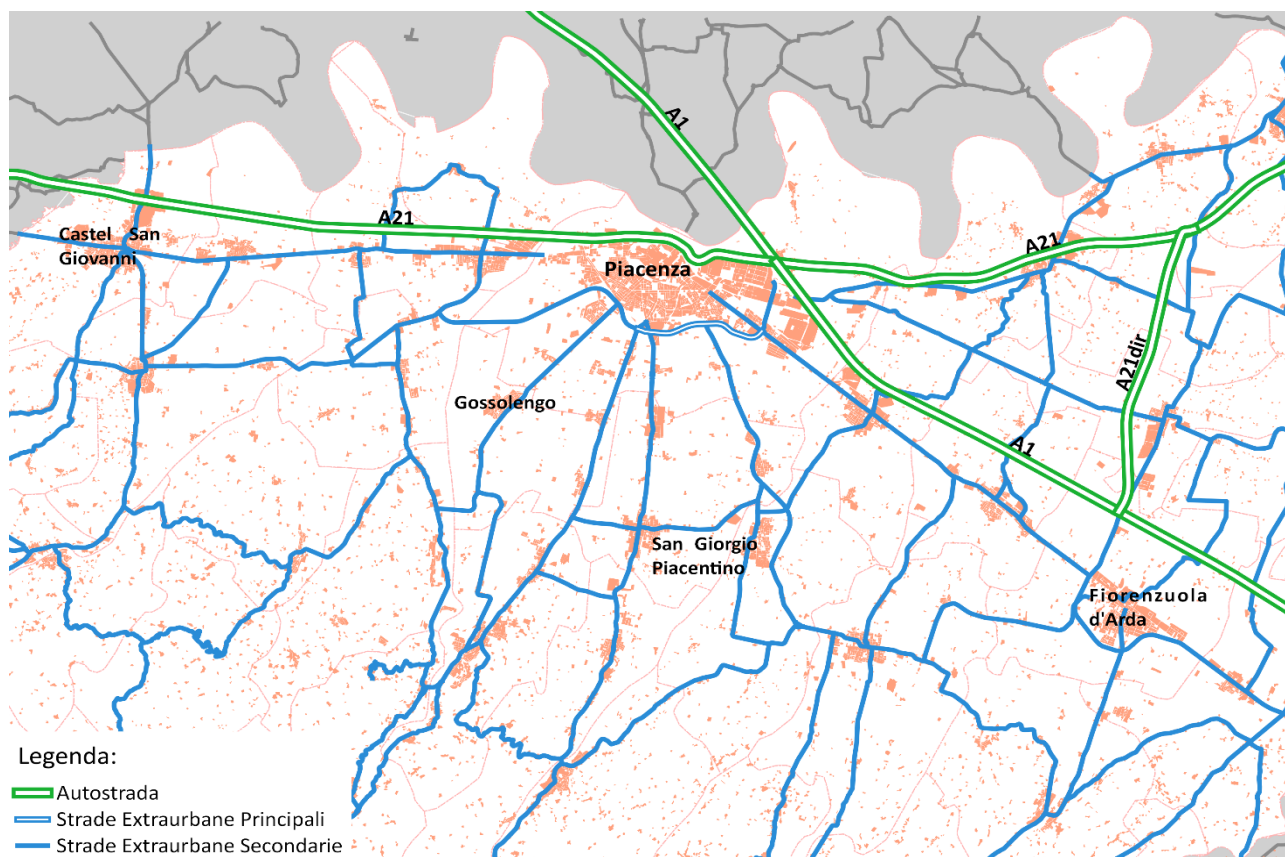 A1
A21
Castel San
Giovanni
A21
Piacenza
A21dir
Gossolengo
A1
San Giorgio
Piacentino
Fiorenzuola
d'Arda
Legenda:
Autostrada
Strade Extraurbane Principali
Strade Extraurbane Secondarie